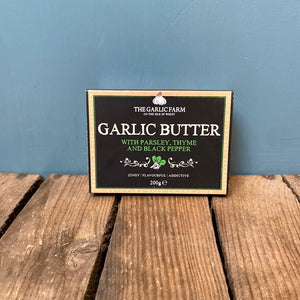 THE GARLIC FARM
ON THE ISLE OF WIGHT
GARLIC BUTTER
WITH PARSLEY, THYME
AND BLACK PEPPER
ZINGY | FLAVOURFUL | ADDICTIVE
200g ℮